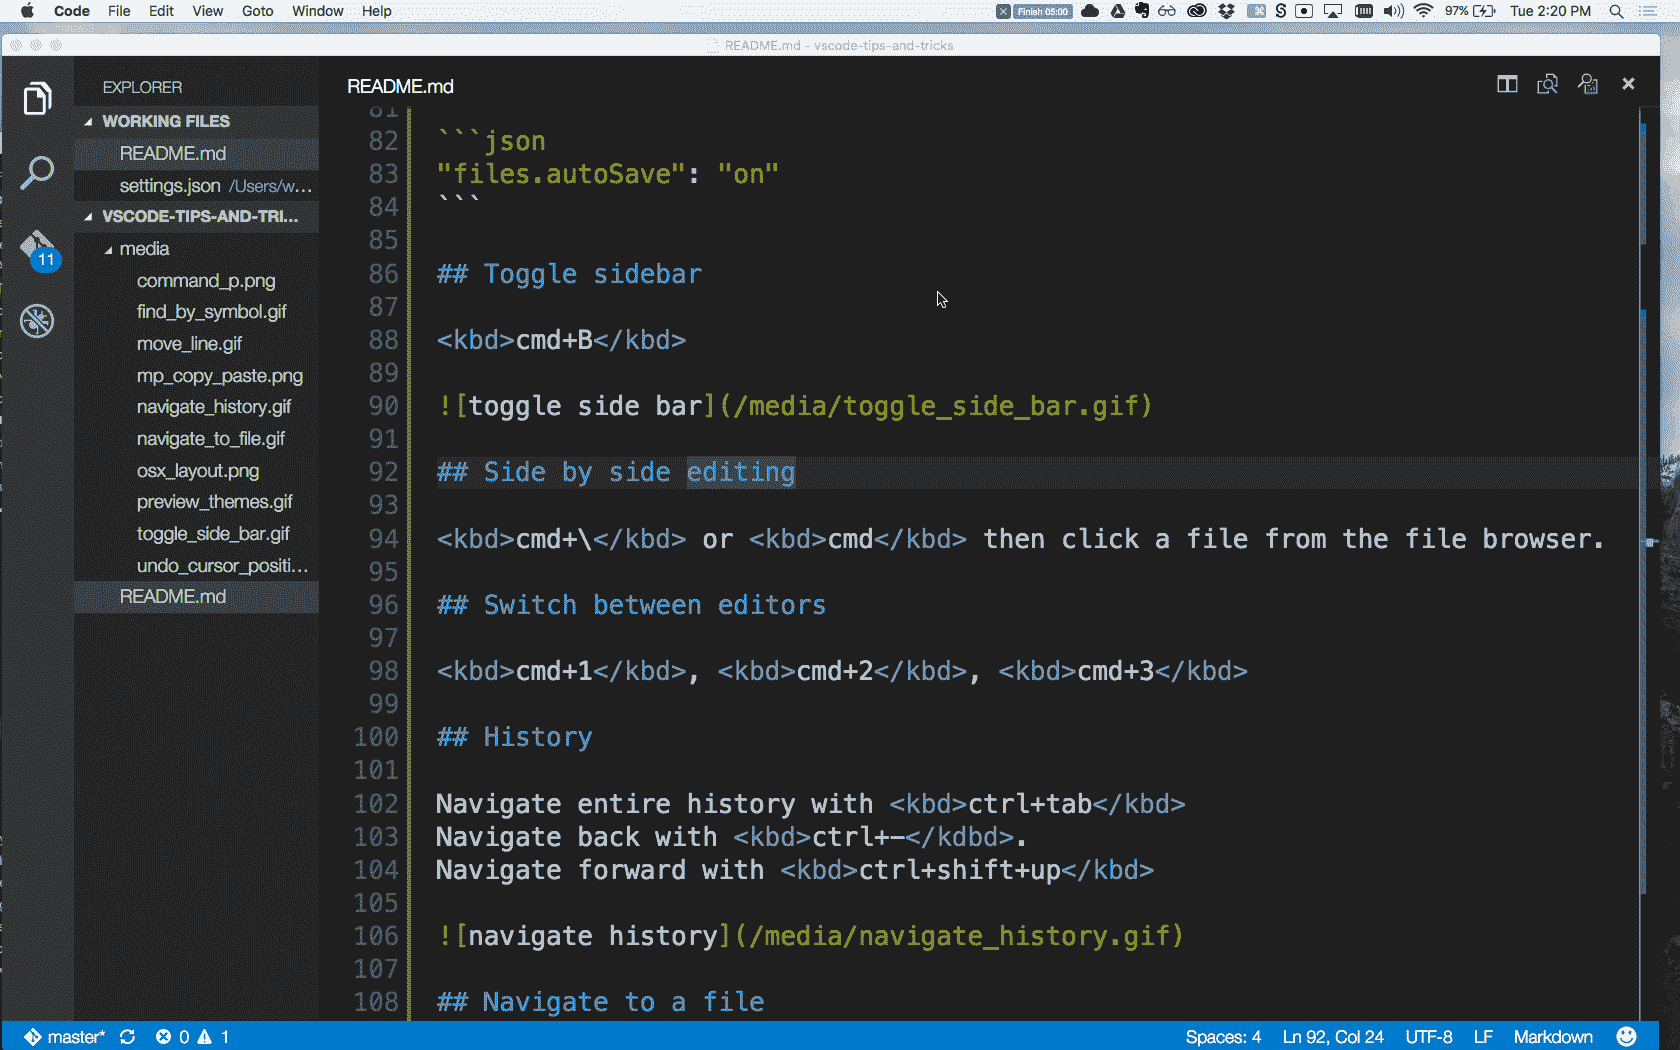 Code File Edit View Goto Window Help
Finish 05:00 97% Tue 2:20 PM
README.md - vscode-tips-and-tricks
EXPLORER
WORKING FILES
README.md
settings.json /Users/w...
VSCODE-TIPS-AND-TRI...
media
command_p.png
find_by_symbol.gif
move_line.gif
mp_copy_paste.png
navigate_history.gif
navigate_to_file.gif
osx_layout.png
preview_themes.gif
toggle_side_bar.gif
undo_cursor_positi...
README.md
11
README.md
81
82 ```json
83 "files.autoSave": "on"
84 ```
85
86 ## Toggle sidebar
87
88 <kbd>cmd+B</kbd>
89
90 ![toggle side bar](/media/toggle_side_bar.gif)
91
92 ## Side by side editing
93
94 <kbd>cmd+\</kbd> or <kbd>cmd</kbd> then click a file from the file browser.
95
96 ## Switch between editors
97
98 <kbd>cmd+1</kbd>, <kbd>cmd+2</kbd>, <kbd>cmd+3</kbd>
99
100 ## History
101
102 Navigate entire history with <kbd>ctrl+tab</kbd>
103 Navigate back with <kbd>ctrl+-</kdbd>.
104 Navigate forward with <kbd>ctrl+shift+up</kbd>
105
106 ![navigate history](/media/navigate_history.gif)
107
108 ## Navigate to a file
master* 0 1 Spaces: 4 Ln 92, Col 24 UTF-8 LF Markdown